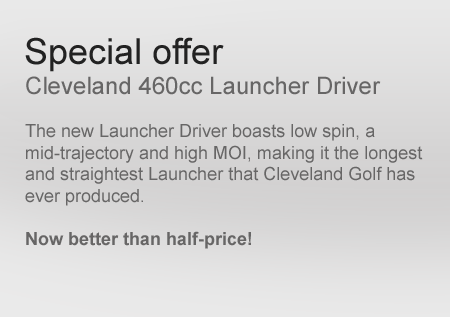 Special offer
Cleveland 460cc Launcher Driver
The new Launcher Driver boasts low spin, a
mid-trajectory and high MOI, making it the longest
and straightest Launcher that Cleveland Golf has
ever produced.
Now better than half-price!